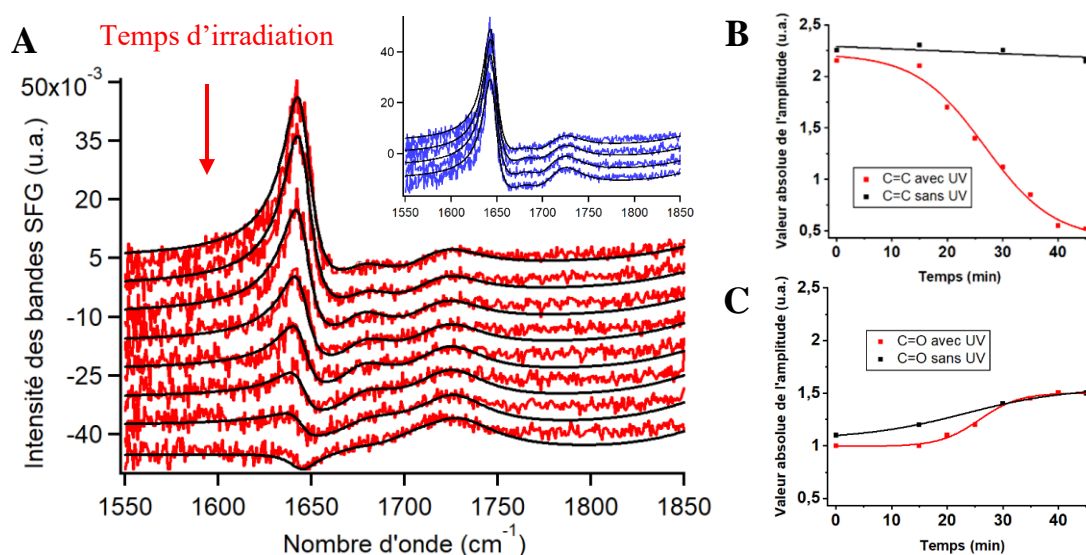 A
Temps d'irradiation
50x10-3
35
20
5
-10
-25
-40
Intensité des bandes SFG (u.a.)
1550 1600 1650 1700 1750 1800 1850
Nombre d'onde (cm-1)
40
20
0
1550 1600 1650 1700 1750 1800 1850
B
Valeur absolue de l'amplitude (u.a.)
2,5
2
1,5
1
0,5
C=C avec UV
C=C sans UV
0 10 20 30 40
Temps (min)
C
Valeur absolue de l'amplitude (u.a.)
2,5
2
1,5
1
0,5
C=O avec UV
C=O sans UV
0 10 20 30 40
Temps (min)